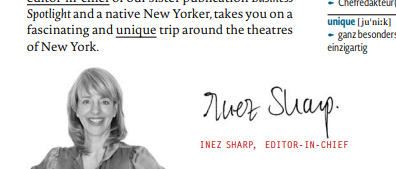 editor-in-chief of our sister publication Business
Spotlight and a native New Yorker, takes you on a
fascinating and unique trip around the theatres
of New York.
Inez Sharp.
INEZ SHARP, EDITOR-IN-CHIEF
Chefredakteur(
unique [juˈniːk]
ganz besonders
einzigartig